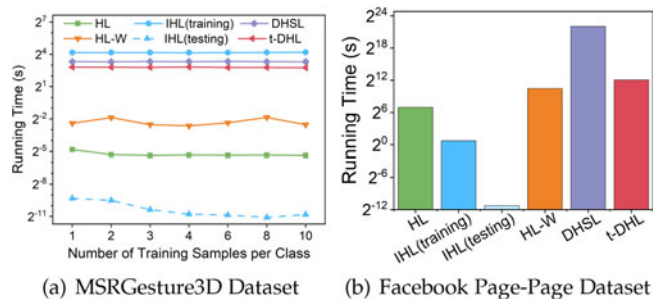 HL IHL(training) DHSL
HL-W IHL(testing) t-DHL
Running Time (s)
2^7
2^4
2^1
2^-2
2^-5
2^-8
2^-11
1 2 3 4 6 8 10
Number of Training Samples per Class
(a) MSRGesture3D Dataset
Running Time (s)
2^24
2^18
2^12
2^6
2^0
2^-6
2^-12
HL
IHL(training)
IHL(testing)
HL-W
DHSL
t-DHL
(b) Facebook Page-Page Dataset